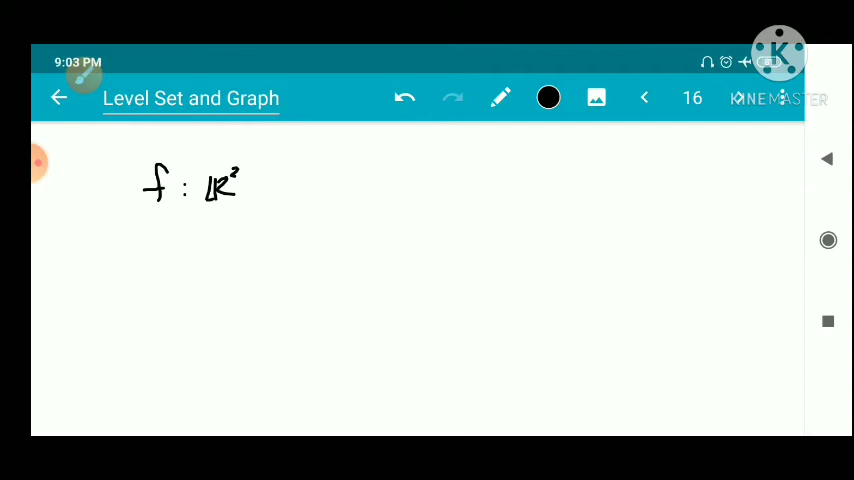 9:03 PM
K
Level Set and Graph
16
KINEMASTER
f : ℝ²